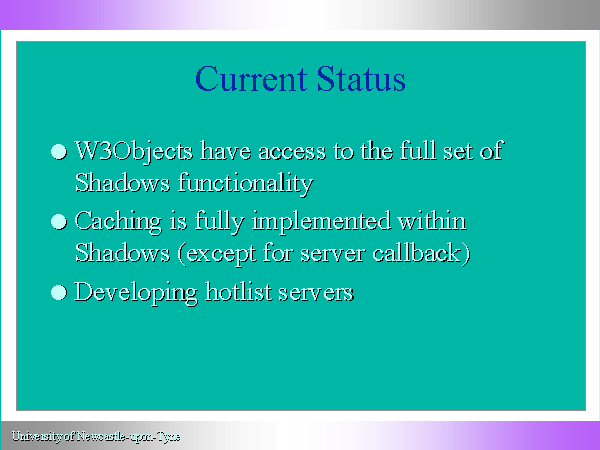 Current Status
● W3Objects have access to the full set of
Shadows functionality
● Caching is fully implemented within
Shadows (except for server callback)
● Developing hotlist servers
University of Newcastle-upon-Tyne